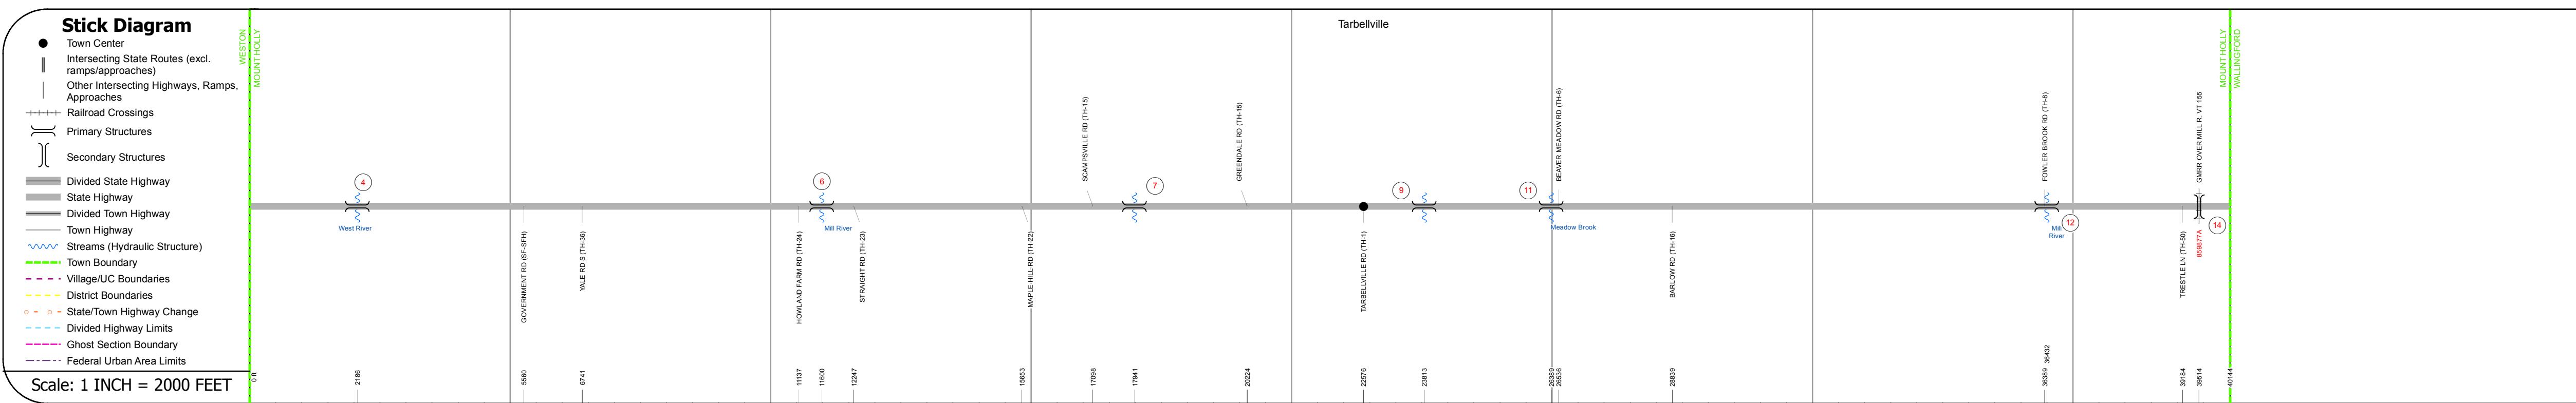 Stick Diagram
Town Center
Intersecting State Routes (excl.
ramps/approaches)
Other Intersecting Highways, Ramps,
Approaches
Railroad Crossings
Primary Structures
Secondary Structures
Divided State Highway
State Highway
Divided Town Highway
Town Highway
Streams (Hydraulic Structure)
Town Boundary
Village/UC Boundaries
District Boundaries
State/Town Highway Change
Divided Highway Limits
Ghost Section Boundary
Federal Urban Area Limits
Scale: 1 INCH = 2000 FEET
WESTON
MOUNT HOLLY
Tarbellville
MOUNT HOLLY
WALLINGFORD
SCAMPSVILLE RD (TH-15)
GREENDALE RD (TH-15)
BEAVER MEADOW RD (TH-6)
FOWLER BROOK RD (TH-8)
GMRR OVER MILL R. VT 155
4
6
7
9
11
12
14
West River
Mill River
Meadow Brook
Mill
River
859877A
GOVERNMENT RD (SF-SFH)
YALE RD S (TH-36)
HOWLAND FARM RD (TH-24)
STRAIGHT RD (TH-23)
MAPLE HILL RD (TH-22)
TARBELLVILLE RD (TH-1)
BARLOW RD (TH-16)
TRESTLE LN (TH-50)
0 ft
2186
5560
6741
11137
11600
12247
15653
17098
17941
20224
22576
23813
26389
26536
28839
36389
36432
39184
39514
40144